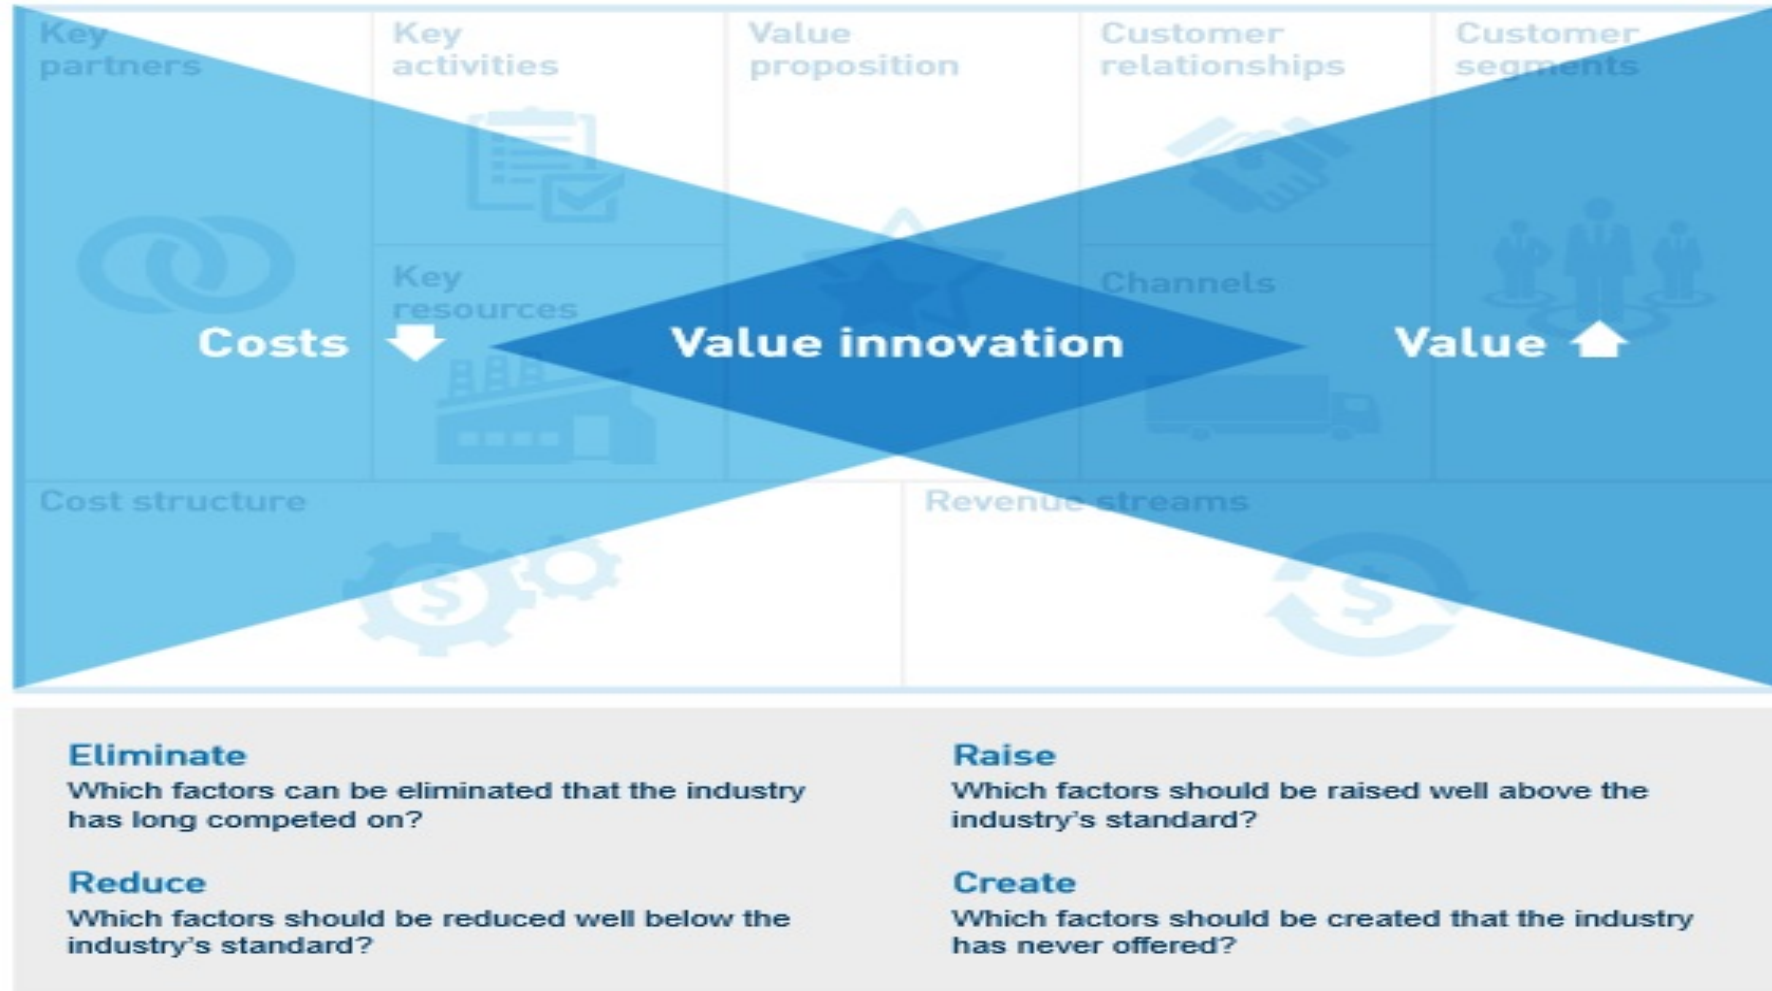 Key
partners
Key
activities
Value
proposition
Customer
relationships
Customer
segments
Key
resources
Channels
Costs
Value innovation
Value
Cost structure
$
Revenue streams
$
Eliminate
Which factors can be eliminated that the industry
has long competed on?
Reduce
Which factors should be reduced well below the
industry's standard?
Raise
Which factors should be raised well above the
industry's standard?
Create
Which factors should be created that the industry
has never offered?